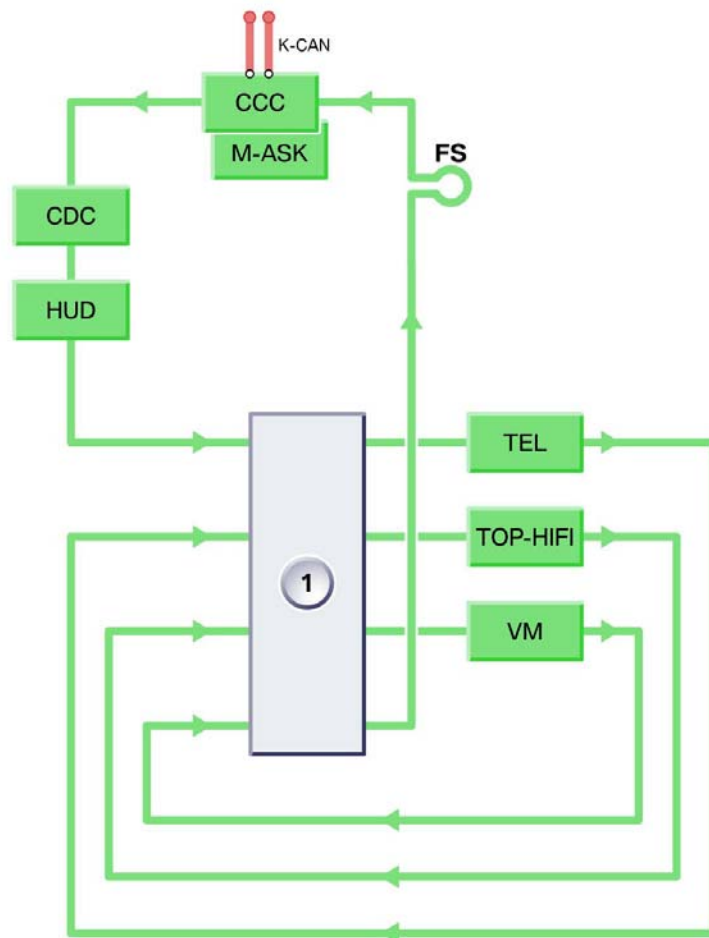 K-CAN
CCC
M-ASK
FS
CDC
HUD
TEL
TOP-HIFI
1
VM